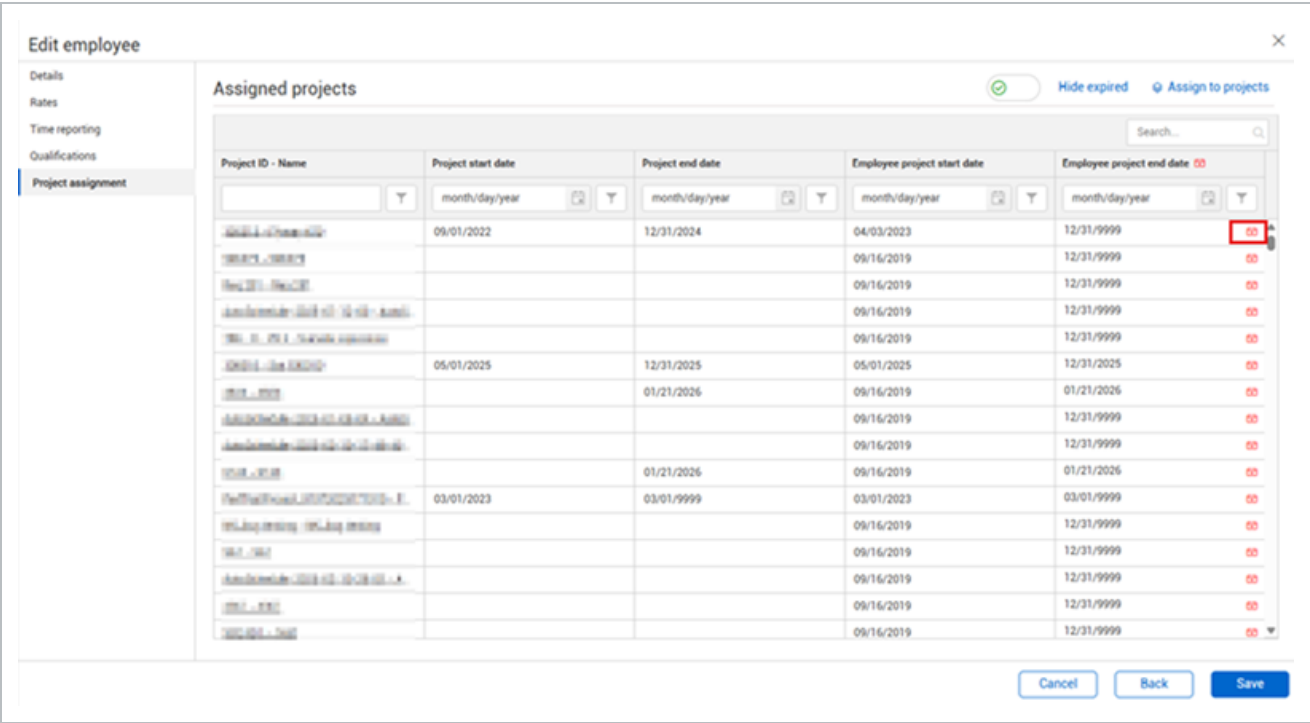 Edit employee
Details
Rates
Time reporting
Qualifications
Project assignment
Assigned projects
Hide expired
Assign to projects
Search...
Project ID - Name Project start date Project end date Employee project start date Employee project end date
month/day/year month/day/year month/day/year month/day/year
09/01/2022 12/31/2024 04/03/2023 12/31/9999
09/16/2019 12/31/9999
09/16/2019 12/31/9999
09/16/2019 12/31/9999
09/16/2019 12/31/9999
05/01/2025 12/31/2025 05/01/2025 12/31/2025
01/21/2026 09/16/2019 01/21/2026
09/16/2019 12/31/9999
09/16/2019 12/31/9999
01/21/2026 09/16/2019 01/21/2026
03/01/2023 03/01/9999 03/01/2023 03/01/9999
09/16/2019 12/31/9999
09/16/2019 12/31/9999
09/16/2019 12/31/9999
09/16/2019 12/31/9999
09/16/2019 12/31/9999
Cancel Back Save